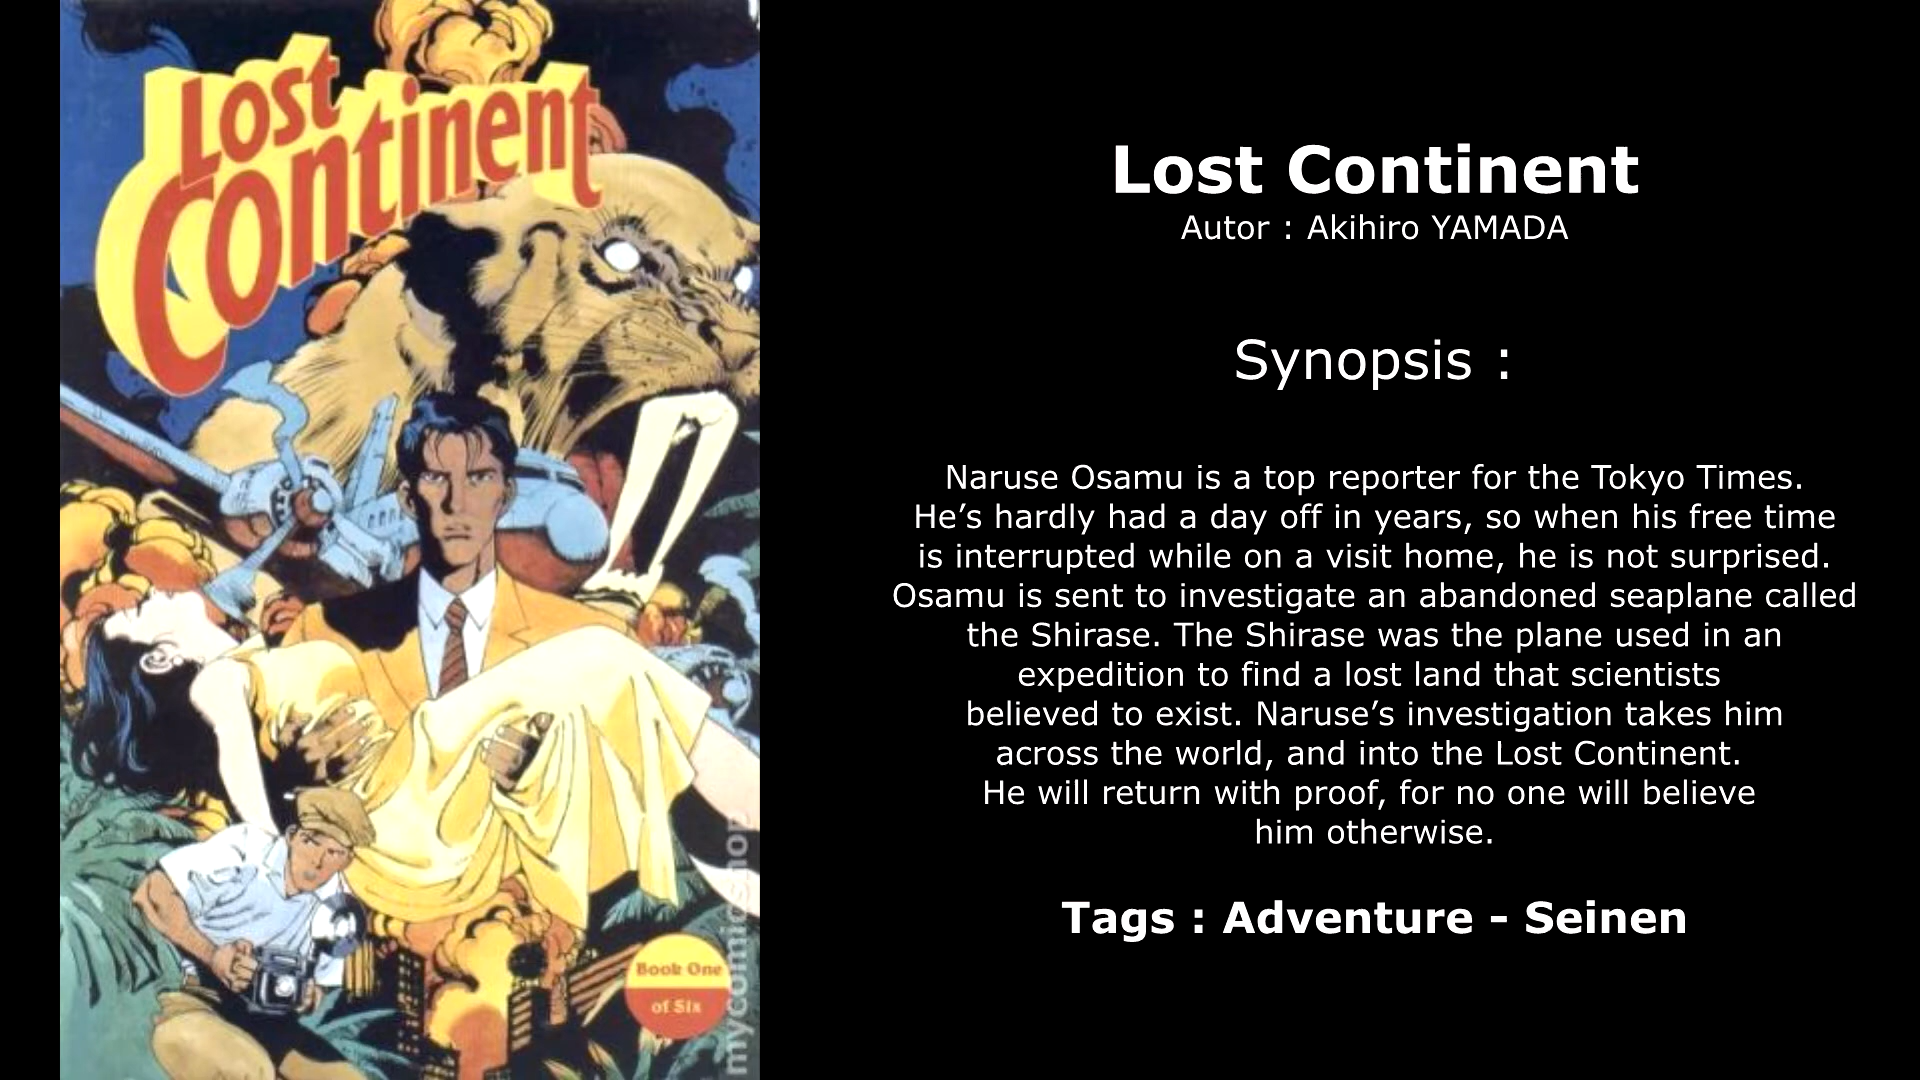 Lost
Continent
Book One
of Six
mycomicshop
Lost Continent
Autor : Akihiro YAMADA
Synopsis :
Naruse Osamu is a top reporter for the Tokyo Times.
He’s hardly had a day off in years, so when his free time
is interrupted while on a visit home, he is not surprised.
Osamu is sent to investigate an abandoned seaplane called
the Shirase. The Shirase was the plane used in an
expedition to find a lost land that scientists
believed to exist. Naruse’s investigation takes him
across the world, and into the Lost Continent.
He will return with proof, for no one will believe
him otherwise.
Tags : Adventure - Seinen